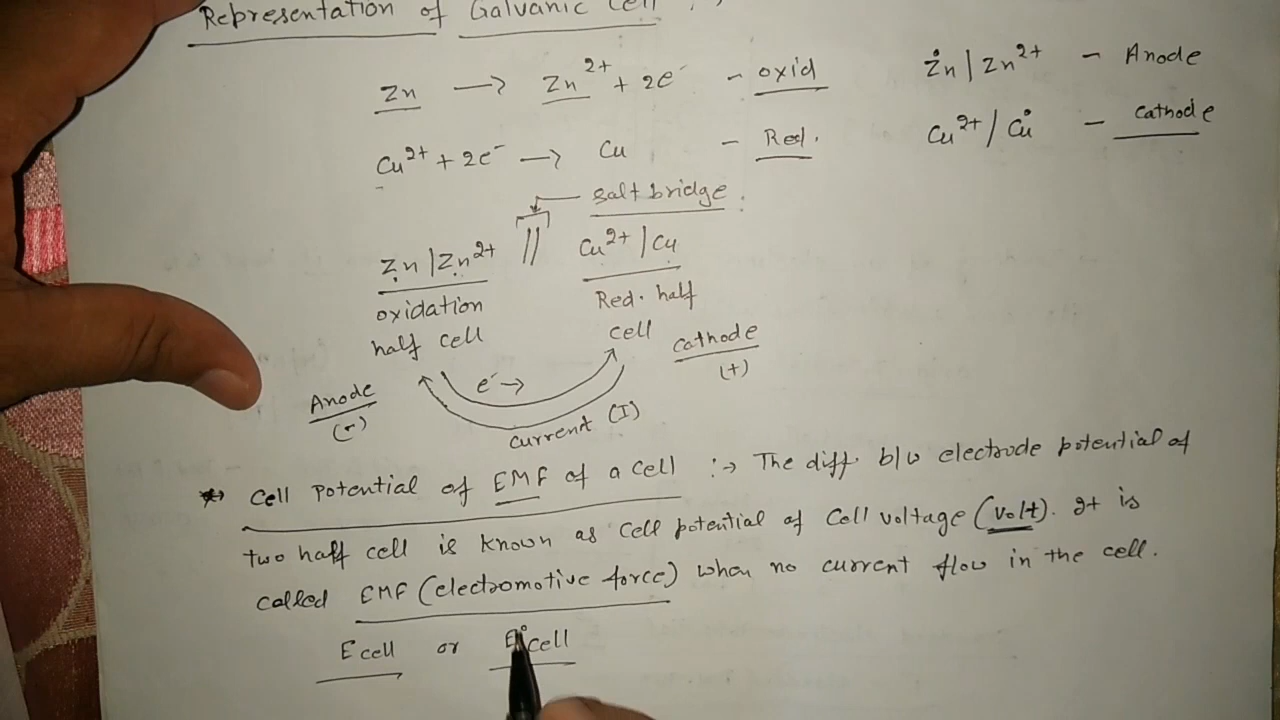 Representation of Galvanic Cell :
Zn → Zn2+ + 2e- - oxid
Zn | Zn2+ - Anode
Cu2+ + 2e- → Cu - Red.
Cu2+ / Cu - Cathode
salt bridge
Zn | Zn2+ || Cu2+ | Cu
oxidation
half cell
Red. half
cell
Cathode
(+)
Anode
(-)
e- →
Current (I)
* Cell Potential of EMF of a Cell :→ The diff. b/w electrode potential of
two half cell is known as cell potential of Cell voltage (volt). It is
called EMF (electromotive force) when no current flow in the cell.
E cell or E°cell